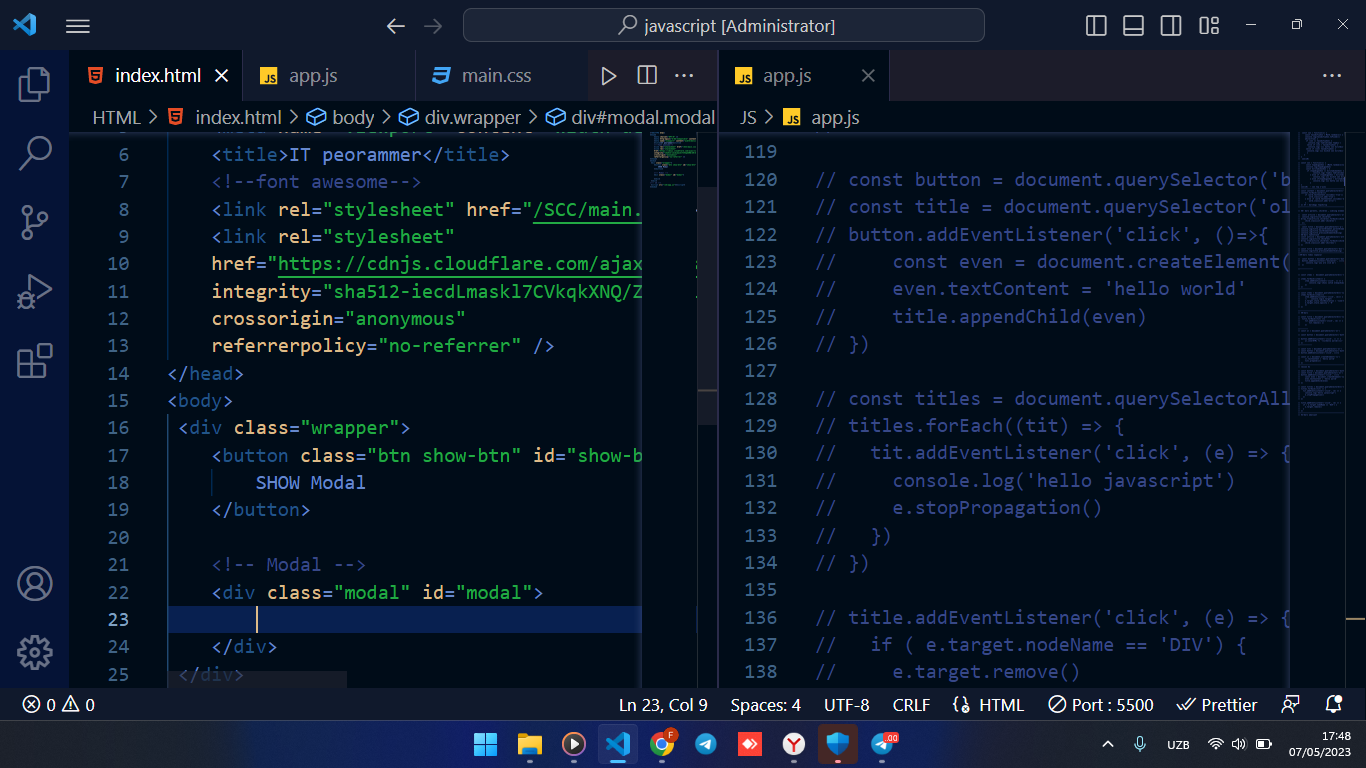 javascript [Administrator]
index.html
app.js
main.css
app.js
HTML > index.html > body > div.wrapper > div#modal.modal
JS > app.js
6 <title>IT peorammer</title>
7 <!--font awesome-->
8 <link rel="stylesheet" href="/SCC/main.
9 <link rel="stylesheet"
10 href="https://cdnjs.cloudflare.com/ajax
11 integrity="sha512-iecdLmaskl7CVkqkXNQ/Z
12 crossorigin="anonymous"
13 referrerpolicy="no-referrer" />
14 </head>
15 <body>
16 <div class="wrapper">
17 <button class="btn show-btn" id="show-b
18 SHOW Modal
19 </button>
20
21 <!-- Modal -->
22 <div class="modal" id="modal">
23
24 </div>
25 </div>
119
120 // const button = document.querySelector('b
121 // const title = document.querySelector('ol
122 // button.addEventListener('click', ()=>{
123 // const even = document.createElement(
124 // even.textContent = 'hello world'
125 // title.appendChild(even)
126 // })
127
128 // const titles = document.querySelectorAll
129 // titles.forEach((tit) => {
130 // tit.addEventListener('click', (e) => {
131 // console.log('hello javascript')
132 // e.stopPropagation()
133 // })
134 // })
135
136 // title.addEventListener('click', (e) => {
137 // if ( e.target.nodeName == 'DIV') {
138 // e.target.remove()
0 0
Ln 23, Col 9
Spaces: 4
UTF-8
CRLF
HTML
Port : 5500
Prettier
UZB
17:48
07/05/2023